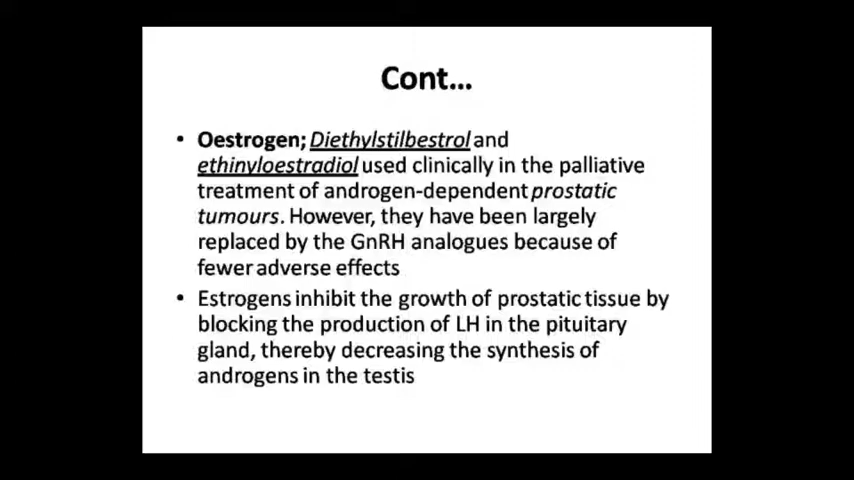 Cont...
• Oestrogen; Diethylstilbestrol and
ethinyloestradiol used clinically in the palliative
treatment of androgen-dependent prostatic
tumours. However, they have been largely
replaced by the GnRH analogues because of
fewer adverse effects
• Estrogens inhibit the growth of prostatic tissue by
blocking the production of LH in the pituitary
gland, thereby decreasing the synthesis of
androgens in the testis